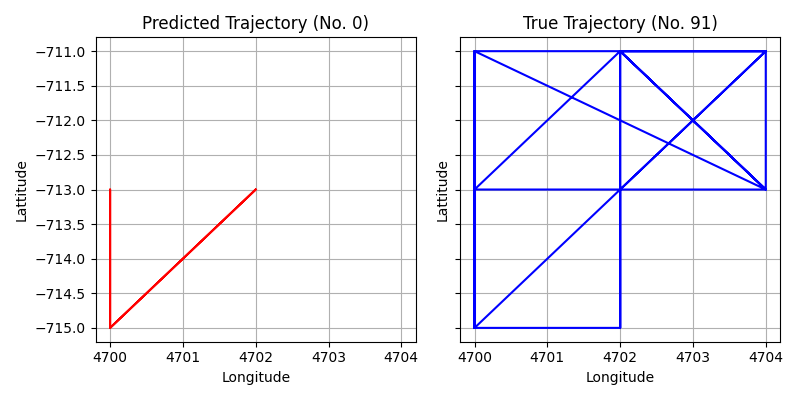 Predicted Trajectory (No. 0)
True Trajectory (No. 91)
−711.0
−711.5
−712.0
−712.5
−713.0
−713.5
−714.0
−714.5
−715.0
Lattitude
Lattitude
4700 4701 4702 4703 4704
4700 4701 4702 4703 4704
Longitude
Longitude